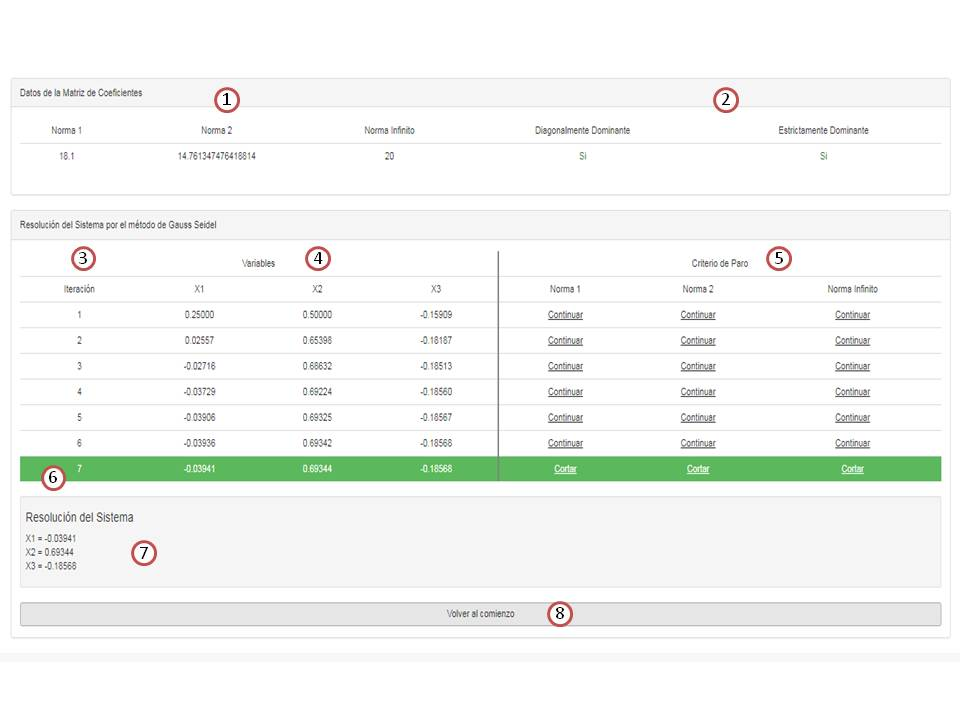 Datos de la Matriz de Coeficientes
1 2
Norma 1 Norma 2 Norma Infinito Diagonalmente Dominante Estrictamente Dominante
18.1 14.761347476418814 20 Si Si
Resolución del Sistema por el método de Gauss Seidel
3 Variables 4 Criterio de Paro 5
Iteración X1 X2 X3 Norma 1 Norma 2 Norma Infinito
1 0.25000 0.50000 -0.15909 Continuar Continuar Continuar
2 0.02557 0.65398 -0.18187 Continuar Continuar Continuar
3 -0.02716 0.68632 -0.18513 Continuar Continuar Continuar
4 -0.03729 0.69224 -0.18560 Continuar Continuar Continuar
5 -0.03906 0.69325 -0.18567 Continuar Continuar Continuar
6 -0.03936 0.69342 -0.18568 Continuar Continuar Continuar
7 -0.03941 0.69344 -0.18568 Cortar Cortar Cortar
6
Resolución del Sistema
X1 = -0.03941
X2 = 0.69344
X3 = -0.18568
7
Volver al comienzo 8